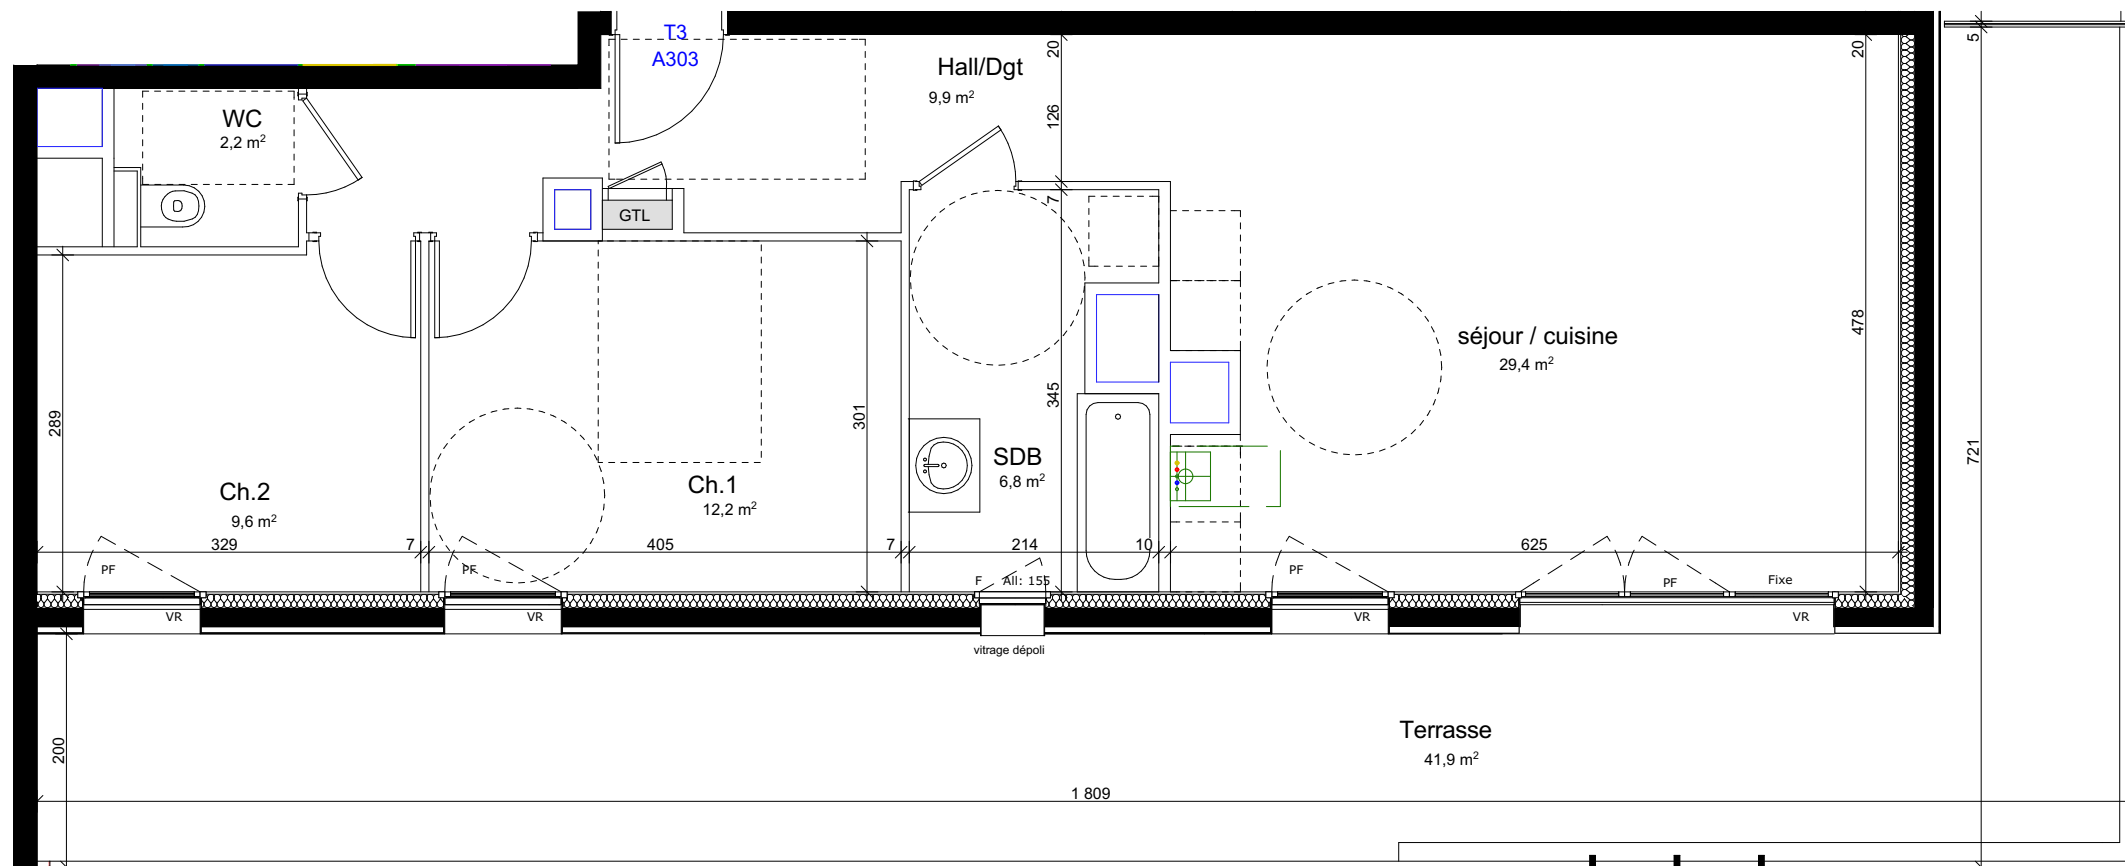 T3
A303
Hall/Dgt
9,9 m²
WC
2,2 m²
GTL
20
126
7
345
20
478
5
721
séjour / cuisine
29,4 m²
289
301
SDB
6,8 m²
Ch.2
9,6 m²
Ch.1
12,2 m²
329
7
405
7
214
10
625
PF
PF
F
All: 155
PF
PF
Fixe
VR
VR
VR
VR
vitrage dépoli
200
Terrasse
41,9 m²
1 809